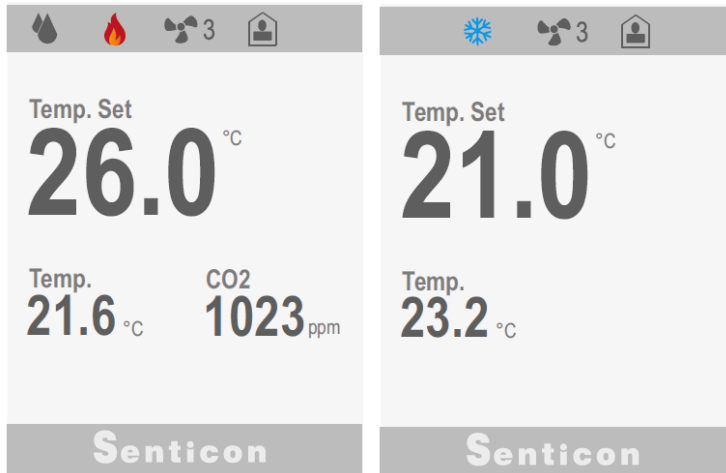 3
Temp. Set
26.0 °C
Temp. CO2
21.6 °C 1023 ppm
Senticon
3
Temp. Set
21.0 °C
Temp.
23.2 °C
Senticon